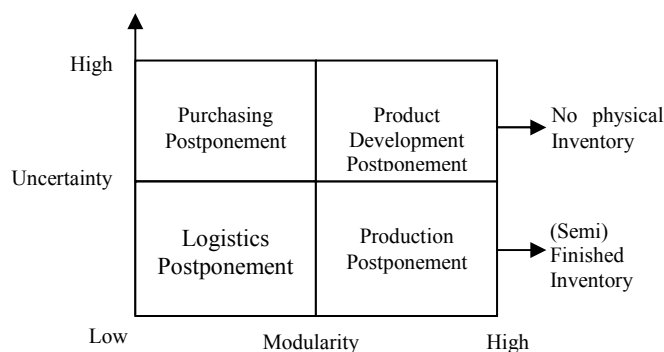 High
Purchasing
Postponement
Product
Development
Postponement
No physical
Inventory
Uncertainty
Logistics
Postponement
Production
Postponement
(Semi)
Finished
Inventory
Low
Modularity
High